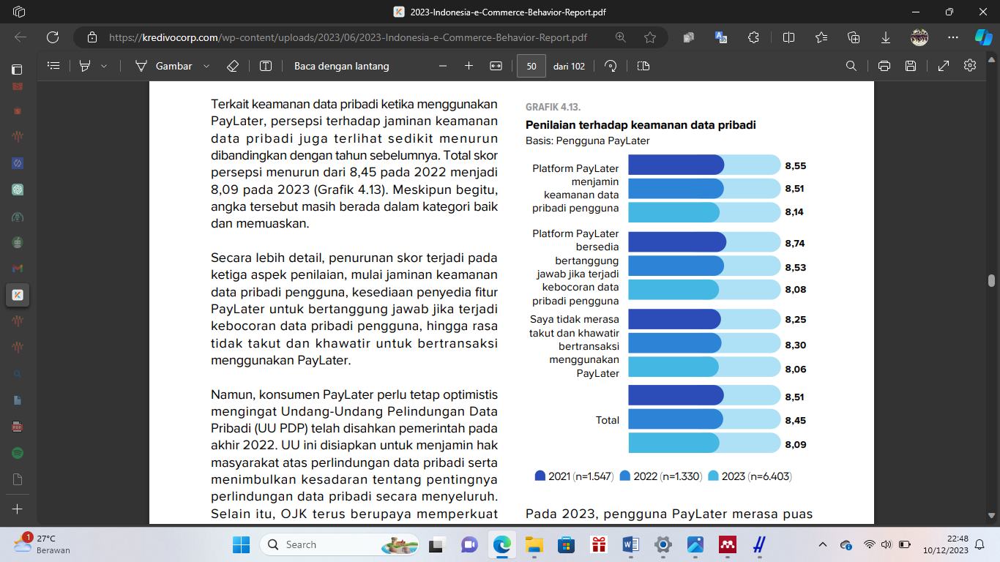 2023-Indonesia-e-Commerce-Behavior-Report.pdf
https://kredivocorp.com/wp-content/uploads/2023/06/2023-Indonesia-e-Commerce-Behavior-Report.pdf
Gambar
Baca dengan lantang
50
dari 102
Terkait keamanan data pribadi ketika menggunakan
PayLater, persepsi terhadap jaminan keamanan
data pribadi juga terlihat sedikit menurun
dibandingkan dengan tahun sebelumnya. Total skor
persepsi menurun dari 8,45 pada 2022 menjadi
8,09 pada 2023 (Grafik 4.13). Meskipun begitu,
angka tersebut masih berada dalam kategori baik
dan memuaskan.
Secara lebih detail, penurunan skor terjadi pada
ketiga aspek penilaian, mulai jaminan keamanan
data pribadi pengguna, kesediaan penyedia fitur
PayLater untuk bertanggung jawab jika terjadi
kebocoran data pribadi pengguna, hingga rasa
tidak takut dan khawatir untuk bertransaksi
menggunakan PayLater.
Namun, konsumen PayLater perlu tetap optimistis
mengingat Undang-Undang Pelindungan Data
Pribadi (UU PDP) telah disahkan pemerintah pada
akhir 2022. UU ini disiapkan untuk menjamin hak
masyarakat atas perlindungan data pribadi serta
menimbulkan kesadaran tentang pentingnya
perlindungan data pribadi secara menyeluruh.
Selain itu, OJK terus berupaya memperkuat
GRAFIK 4.13.
Penilaian terhadap keamanan data pribadi
Basis: Pengguna PayLater
Platform PayLater
menjamin
keamanan data
pribadi pengguna
8,55
8,51
8,14
Platform PayLater
bersedia
bertanggung
jawab jika terjadi
kebocoran data
pribadi pengguna
8,74
8,53
8,08
Saya tidak merasa
takut dan khawatir
bertransaksi
menggunakan
PayLater
8,25
8,30
8,06
Total
8,51
8,45
8,09
2021 (n=1.547) 2022 (n=1.330) 2023 (n=6.403)
Pada 2023, pengguna PayLater merasa puas
1
27°C
Berawan
Search
22:48
10/12/2023